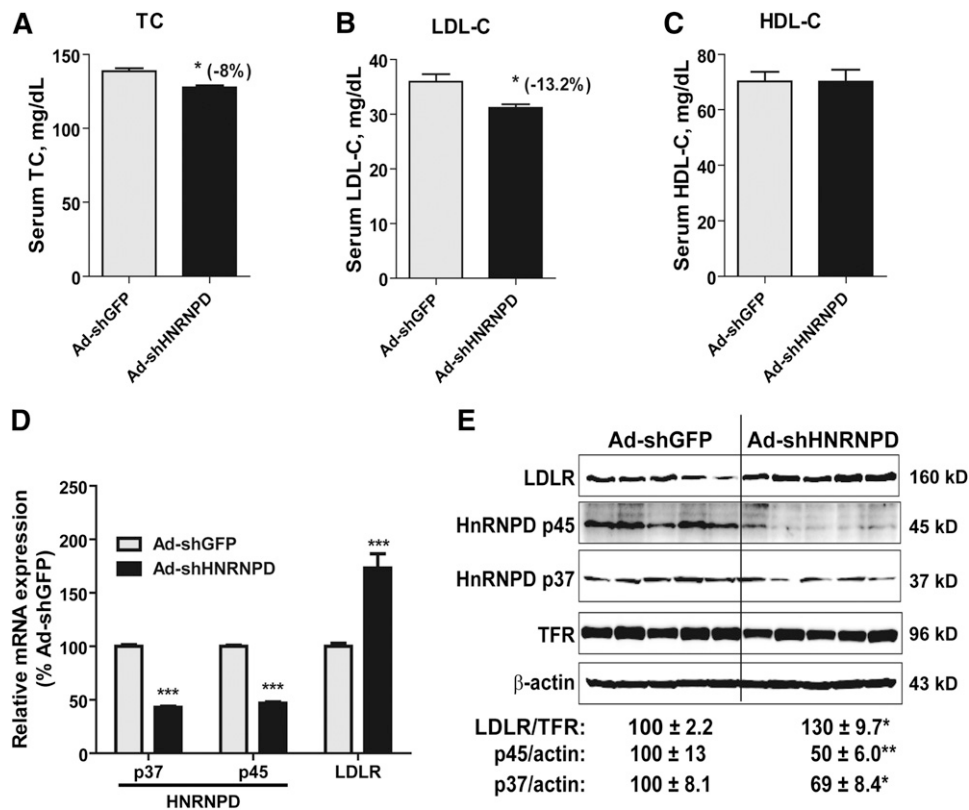 A
TC
Serum TC, mg/dL
150
100
50
0
* (-8%)
Ad-shGFP
Ad-shHNRNPD
B
LDL-C
Serum LDL-C, mg/dL
40
30
20
10
0
* (-13.2%)
Ad-shGFP
Ad-shHNRNPD
C
HDL-C
Serum HDL-C, mg/dL
80
60
40
20
0
Ad-shGFP
Ad-shHNRNPD
D
Relative mRNA expression
(% Ad-shGFP)
250
200
150
100
50
0
Ad-shGFP
Ad-shHNRNPD
***
***
***
p37
p45
LDLR
HNRNPD
E
Ad-shGFP
Ad-shHNRNPD
LDLR
160 kD
HnRNPD p45
45 kD
HnRNPD p37
37 kD
TFR
96 kD
β-actin
43 kD
LDLR/TFR: 100 ± 2.2 130 ± 9.7*
p45/actin: 100 ± 13 50 ± 6.0**
p37/actin: 100 ± 8.1 69 ± 8.4*